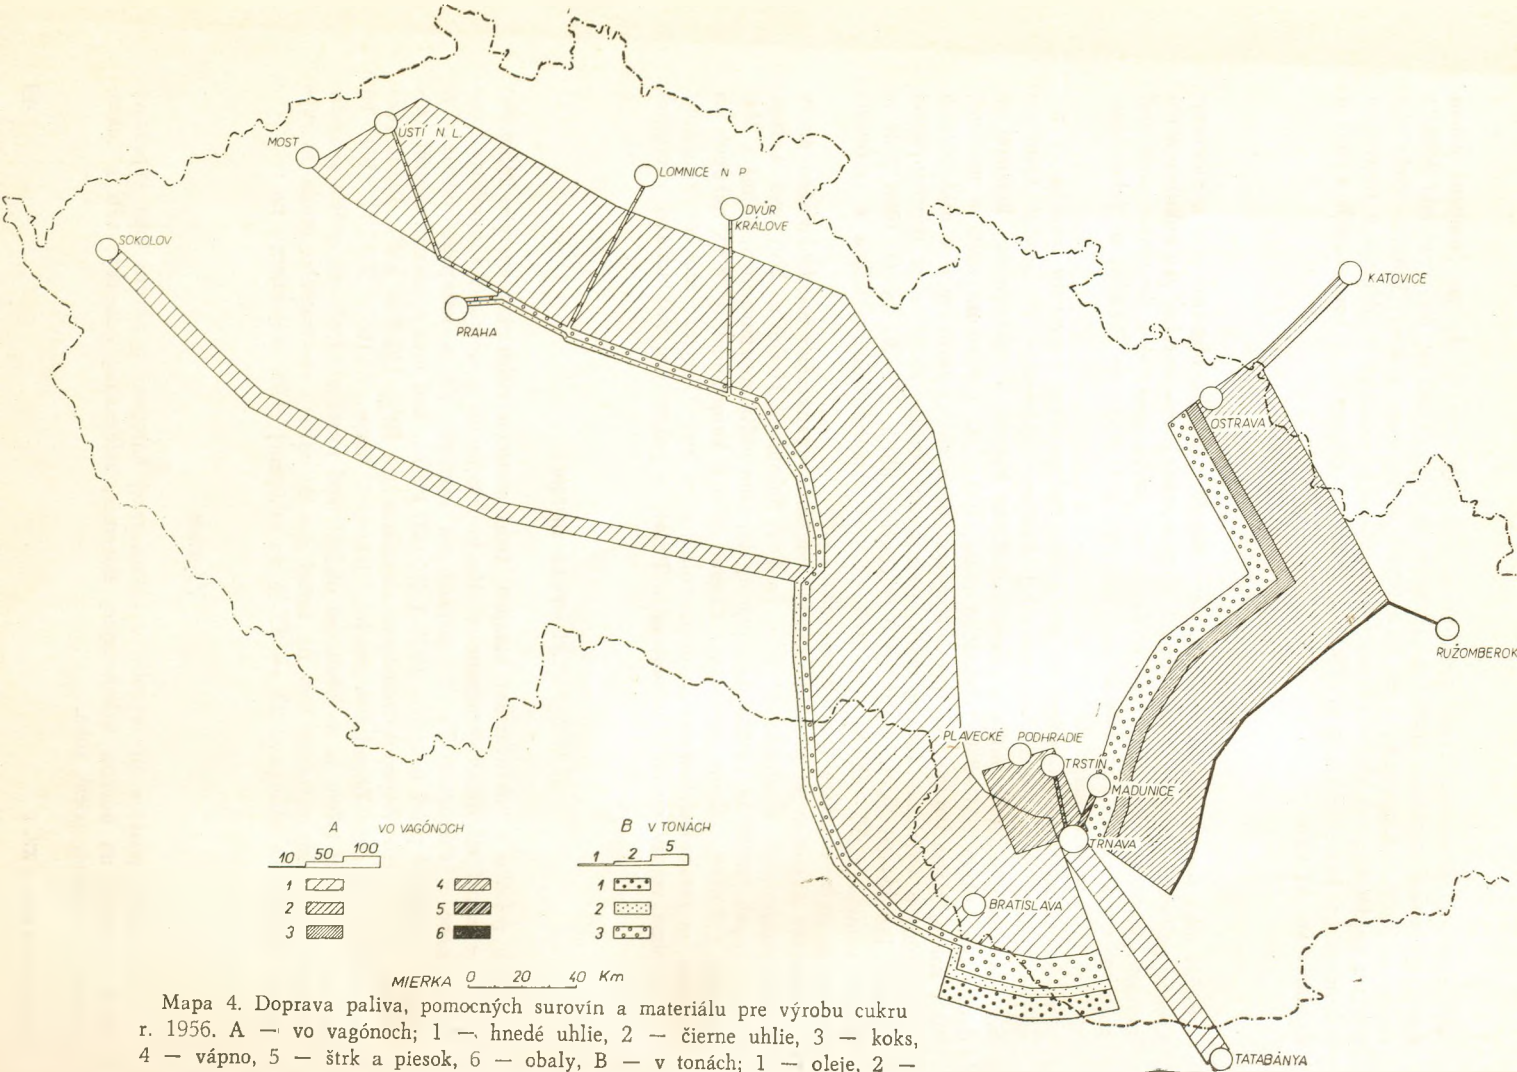 ÚSTÍ N. L.
MOST
LOMNICE N P
DVŮR
KRÁLOVE
SOKOLOV
KATOVICE
PRAHA
OSTRAVA
RUŽOMBEROK
PLAVECKÉ PODHRADIE
TRSTÍN
MADUNICE
TRNAVA
BRATISLAVA
TATABÁNYA
A VO VAGÓNOCH
10 50 100
1 4
2 5
3 6
B V TONÁCH
1 2 5
1
2
3
MIERKA 0 20 40 Km
Mapa 4. Doprava paliva, pomocných surovín a materiálu pre výrobu cukru
r. 1956. A — vo vagónoch; 1 — hnedé uhlie, 2 — čierne uhlie, 3 — koks,
4 — vápno, 5 — štrk a piesok, 6 — obaly, B — v tonách; 1 — oleje, 2 —